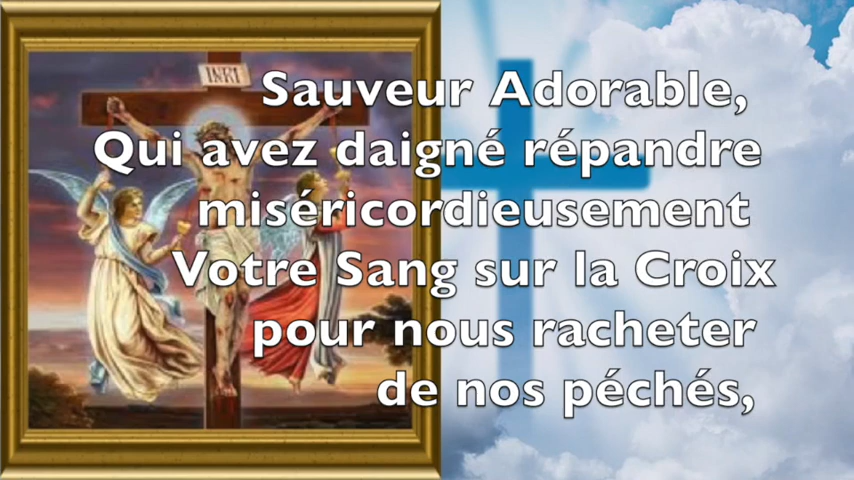 INRI
Sauveur Adorable,
Qui avez daigné répandre
miséricordieusement
Votre Sang sur la Croix
pour nous racheter
de nos péchés,